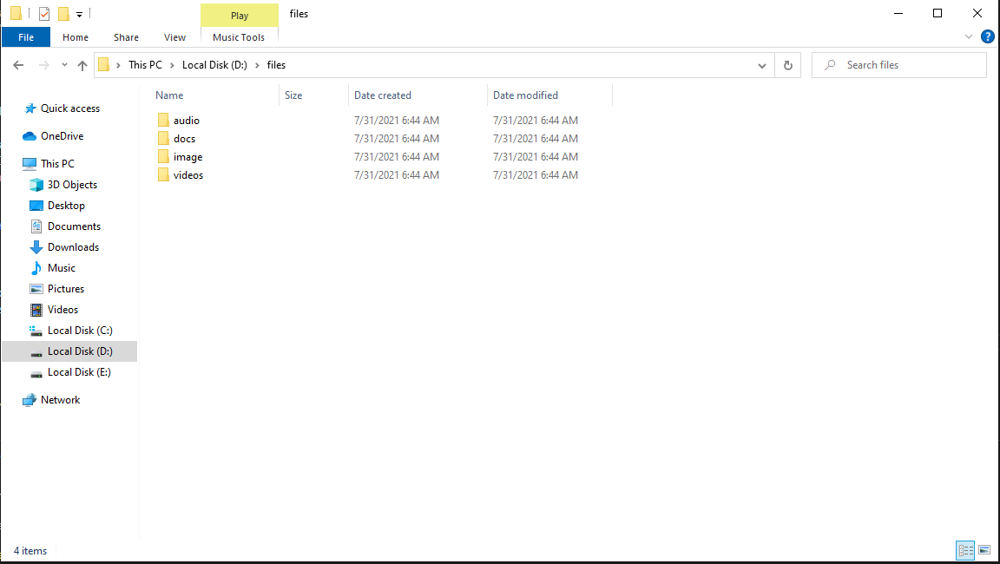 Play files
File Home Share View Music Tools
This PC Local Disk (D:) files Search files
Name Size Date created Date modified
Quick access
OneDrive
This PC
3D Objects
Desktop
Documents
Downloads
Music
Pictures
Videos
Local Disk (C:)
Local Disk (D:)
Local Disk (E:)
Network
audio 7/31/2021 6:44 AM 7/31/2021 6:44 AM
docs 7/31/2021 6:44 AM 7/31/2021 6:44 AM
image 7/31/2021 6:44 AM 7/31/2021 6:44 AM
videos 7/31/2021 6:44 AM 7/31/2021 6:44 AM
4 items